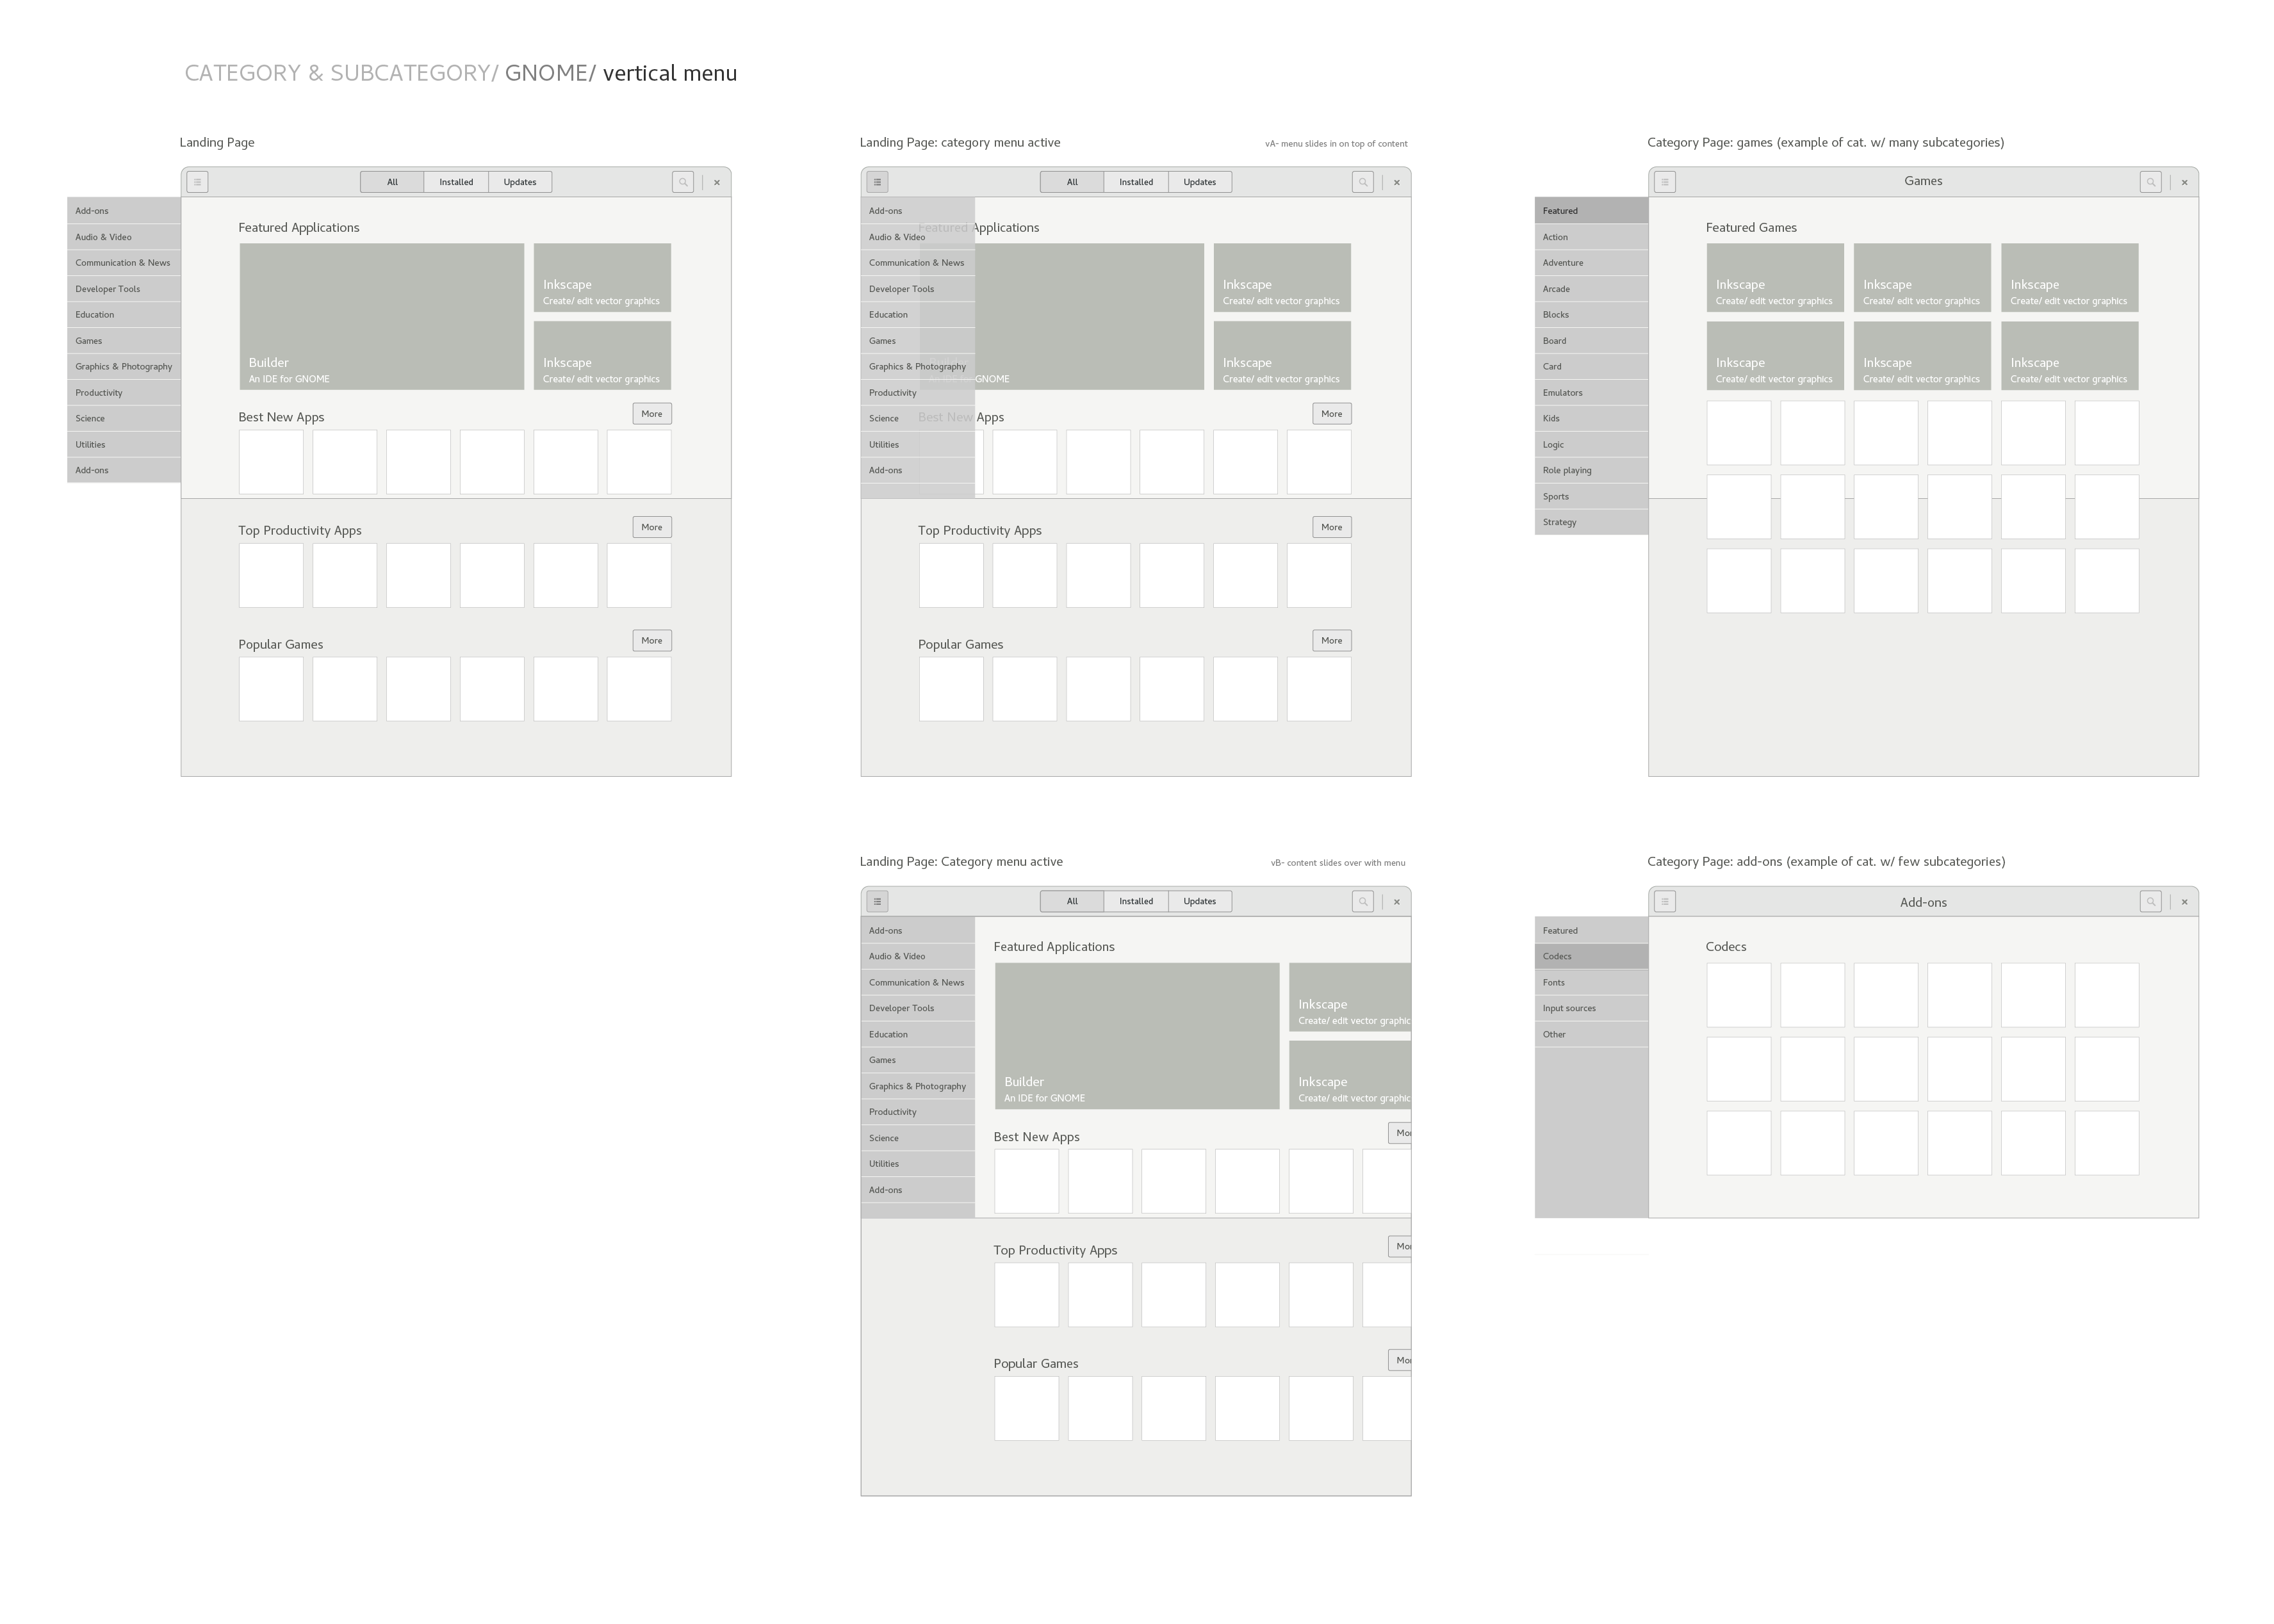 CATEGORY & SUBCATEGORY/ GNOME/ vertical menu
Landing Page
All Installed Updates
Add-ons
Audio & Video
Communication & News
Developer Tools
Education
Games
Graphics & Photography
Productivity
Science
Utilities
Add-ons
Featured Applications
Builder
An IDE for GNOME
Inkscape
Create/ edit vector graphics
Inkscape
Create/ edit vector graphics
Best New Apps More
Top Productivity Apps More
Popular Games More
Landing Page: category menu active
vA- menu slides in on top of content
All Installed Updates
Add-ons
Audio & Video
Communication & News
Developer Tools
Education
Games
Graphics & Photography
Productivity
Science
Utilities
Add-ons
Featured Applications
GNOME
Inkscape
Create/ edit vector graphics
Inkscape
Create/ edit vector graphics
Best New Apps More
Top Productivity Apps More
Popular Games More
Category Page: games (example of cat. w/ many subcategories)
Games
Featured
Action
Adventure
Arcade
Blocks
Board
Card
Emulators
Kids
Logic
Role playing
Sports
Strategy
Featured Games
Inkscape Inkscape Inkscape
Create/ edit vector graphics Create/ edit vector graphics Create/ edit vector graphics
Inkscape Inkscape Inkscape
Create/ edit vector graphics Create/ edit vector graphics Create/ edit vector graphics
Landing Page: Category menu active
vB- content slides over with menu
All Installed Updates
Add-ons
Audio & Video
Communication & News
Developer Tools
Education
Games
Graphics & Photography
Productivity
Science
Utilities
Add-ons
Featured Applications
Builder
An IDE for GNOME
Inkscape
Create/ edit vector graphic
Inkscape
Create/ edit vector graphic
Best New Apps Mo
Top Productivity Apps Mo
Popular Games Mo
Category Page: add-ons (example of cat. w/ few subcategories)
Add-ons
Featured
Codecs
Fonts
Input sources
Other
Codecs